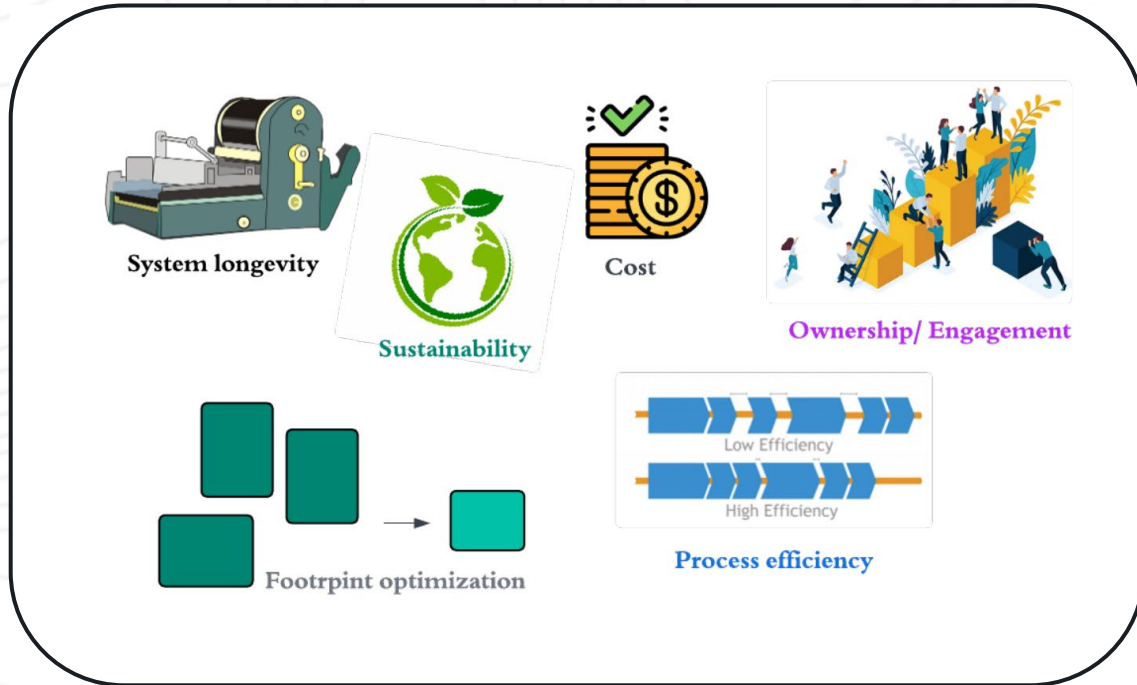 System longevity
Sustainability
$
Cost
Ownership/ Engagement
Footrpint optimization
Low Efficiency
High Efficiency
Process efficiency